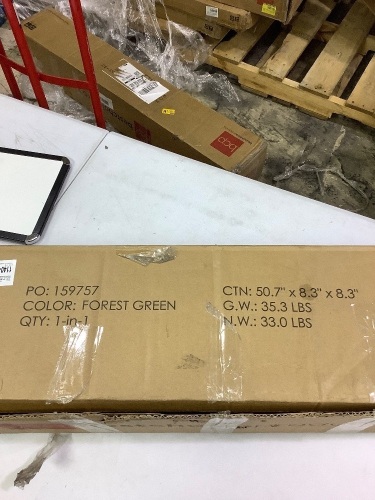 bcp
PO: 159757
COLOR: FOREST GREEN
QTY: 1-in-1
CTN: 50.7" x 8.3" x 8.3"
G.W.: 35.3 LBS
N.W.: 33.0 LBS